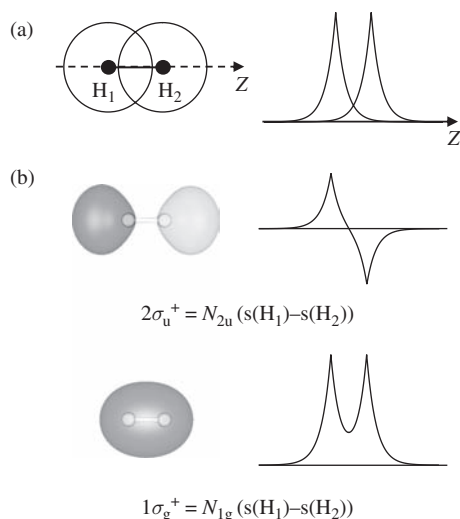 (a)
H₁ H₂ Z
Z
(b)
2σᵤ⁺ = N₂ᵤ (s(H₁)–s(H₂))
1σg⁺ = N₁g (s(H₁)–s(H₂))